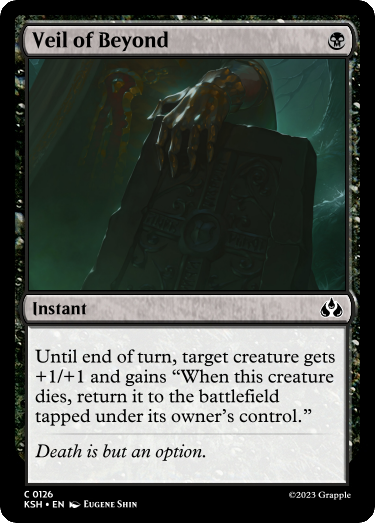 Veil of Beyond
Instant
Until end of turn, target creature gets
+1/+1 and gains “When this creature
dies, return it to the battlefield
tapped under its owner’s control.”
Death is but an option.
C 0126
KSH • EN Eugene Shin
©2023 Grapple